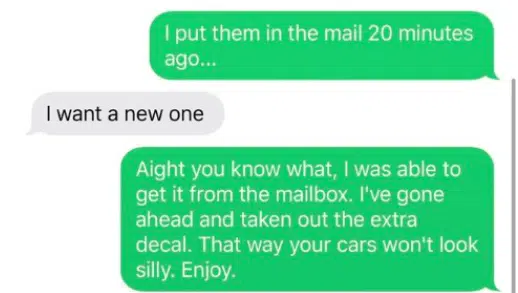 I put them in the mail 20 minutes
ago...
I want a new one
Aight you know what, I was able to
get it from the mailbox. I've gone
ahead and taken out the extra
decal. That way your cars won't look
silly. Enjoy.